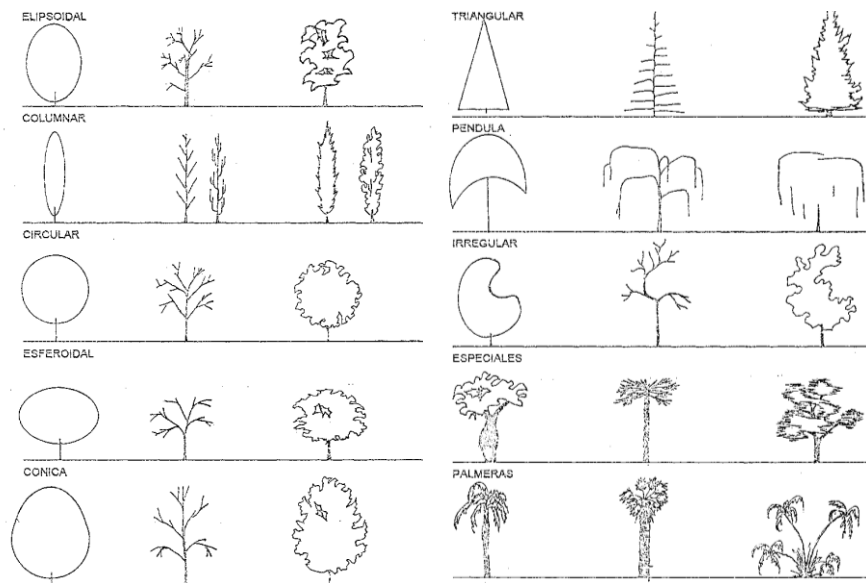 ELIPSOIDAL
COLUMNAR
CIRCULAR
ESFEROIDAL
CONICA
TRIANGULAR
PENDULA
IRREGULAR
ESPECIALES
PALMERAS